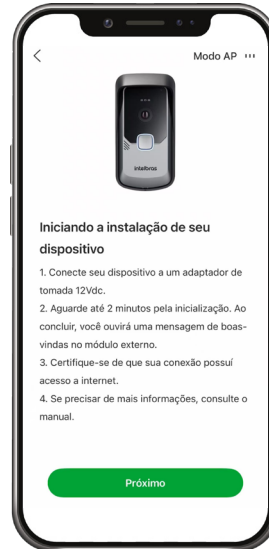 Modo AP
intelbras
Iniciando a instalação de seu
dispositivo
1. Conecte seu dispositivo a um adaptador de
tomada 12Vdc.
2. Aguarde até 2 minutos pela inicialização. Ao
concluir, você ouvirá uma mensagem de boas-
vindas no módulo externo.
3. Certifique-se de que sua conexão possuí
acesso a internet.
4. Se precisar de mais informações, consulte o
manual.
Próximo